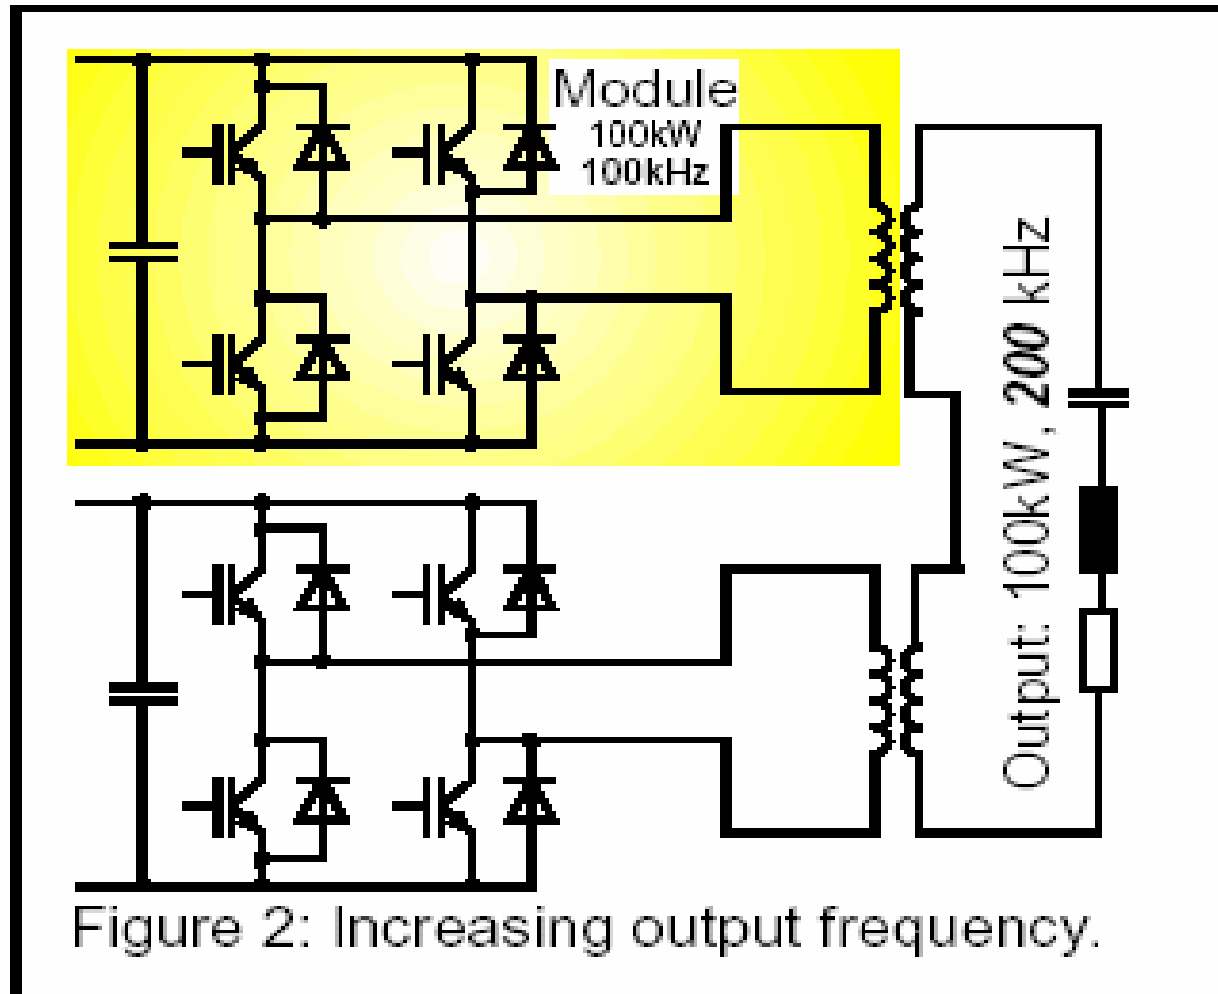 Module
100kW
100kHz
Output: 100kW, 200 kHz
Figure 2: Increasing output frequency.